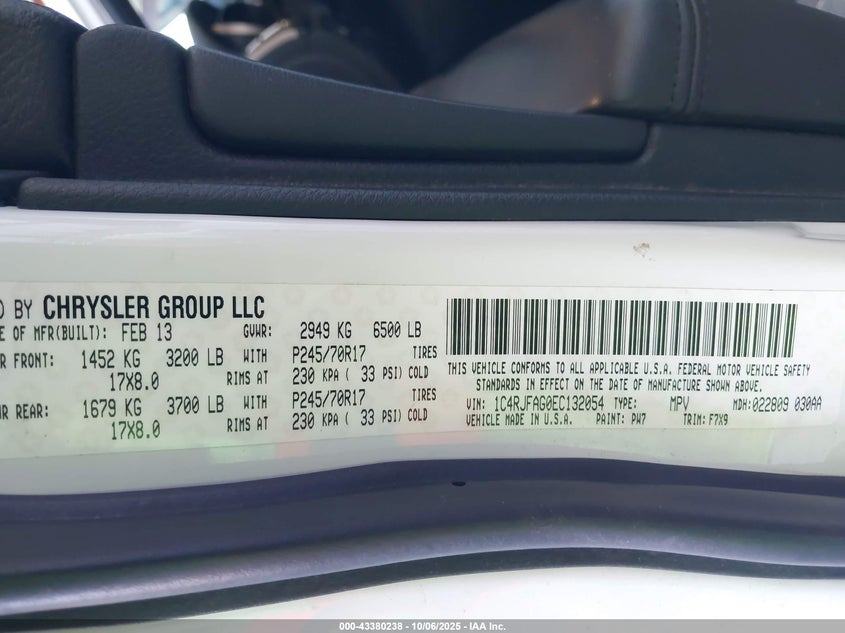 D BY CHRYSLER GROUP LLC
E OF MFR(BUILT): FEB 13 GVWR: 2949 KG 6500 LB
R FRONT: 1452 KG 3200 LB WITH P245/70R17 TIRES
17X8.0 RIMS AT 230 KPA ( 33 PSI) COLD
R REAR: 1679 KG 3700 LB WITH P245/70R17 TIRES
17X8.0 RIMS AT 230 KPA ( 33 PSI) COLD
THIS VEHICLE CONFORMS TO ALL APPLICABLE U.S.A. FEDERAL MOTOR VEHICLE SAFETY
STANDARDS IN EFFECT ON THE DATE OF MANUFACTURE SHOWN ABOVE.
VIN: 1C4RJFAG0EC132054 TYPE: MPV MDH:022809 030AA
VEHICLE MADE IN U.S.A. PAINT: PW7 TRIM: F7X9
000-43380238 - 10/06/2025 - IAA Inc.